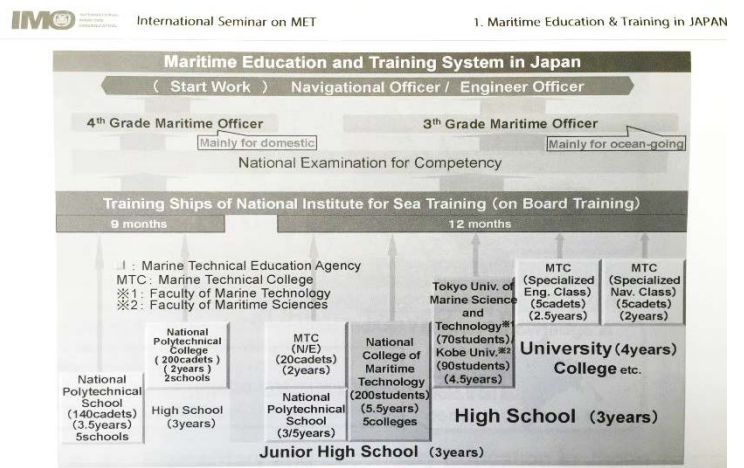 IMO INTERNATIONAL MARITIME ORGANIZATION
International Seminar on MET
1. Maritime Education & Training in JAPAN
Maritime Education and Training System in Japan
( Start Work ) Navigational Officer / Engineer Officer
4th Grade Maritime Officer
3th Grade Maritime Officer
Mainly for domestic
Mainly for ocean-going
National Examination for Competency
Training Ships of National Institute for Sea Training (on Board Training)
9 months
12 months
: Marine Technical Education Agency
MTC: Marine Technical College
※1: Faculty of Marine Technology
※2: Faculty of Maritime Sciences
National
Polytechnical
School
(140cadets)
(3.5years)
5schools
National
Polytechnical
College
(200cadets)
(2years)
2schools
High School
(3years)
MTC
(N/E)
(20cadets)
(2years)
National
Polytechnical
School
(3/5years)
National
College of
Maritime
Technology
(200students)
(5.5years)
5colleges
Tokyo Univ. of
Marine Science
and
Technology※1
(70students)/
Kobe Univ.※2
(90students)
(4.5years)
MTC
(Specialized
Eng. Class)
(5cadets)
(2.5years)
MTC
(Specialized
Nav. Class)
(5cadets)
(2years)
University (4years)
College etc.
High School (3years)
Junior High School (3years)